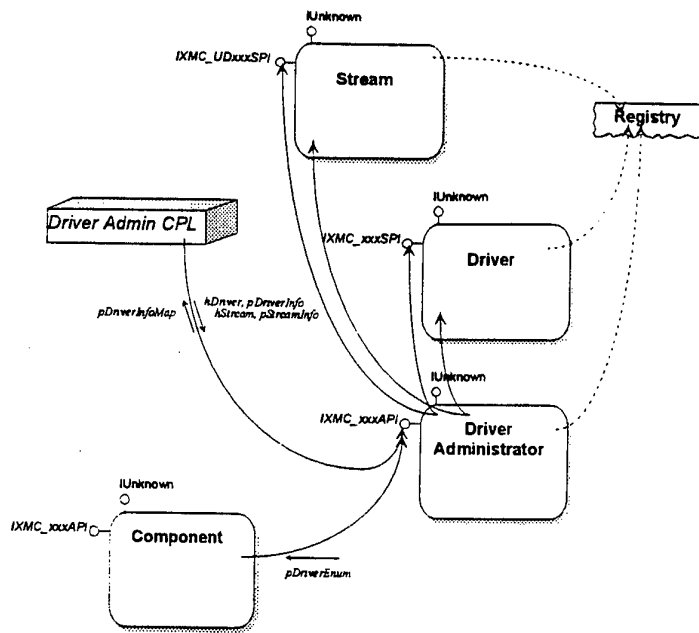 IUnknown
IXMC_UDxxxSPI
Stream
Registry
IUnknown
Driver Admin CPL
IXMC_xxxSPI
Driver
pDriverInfoMap
hDriver, pDriverInfo
hStream, pStreamInfo
IUnknown
IXMC_xxxAPI
Driver
Administrator
IUnknown
IXMC_xxxAPI
Component
pDriverEnum